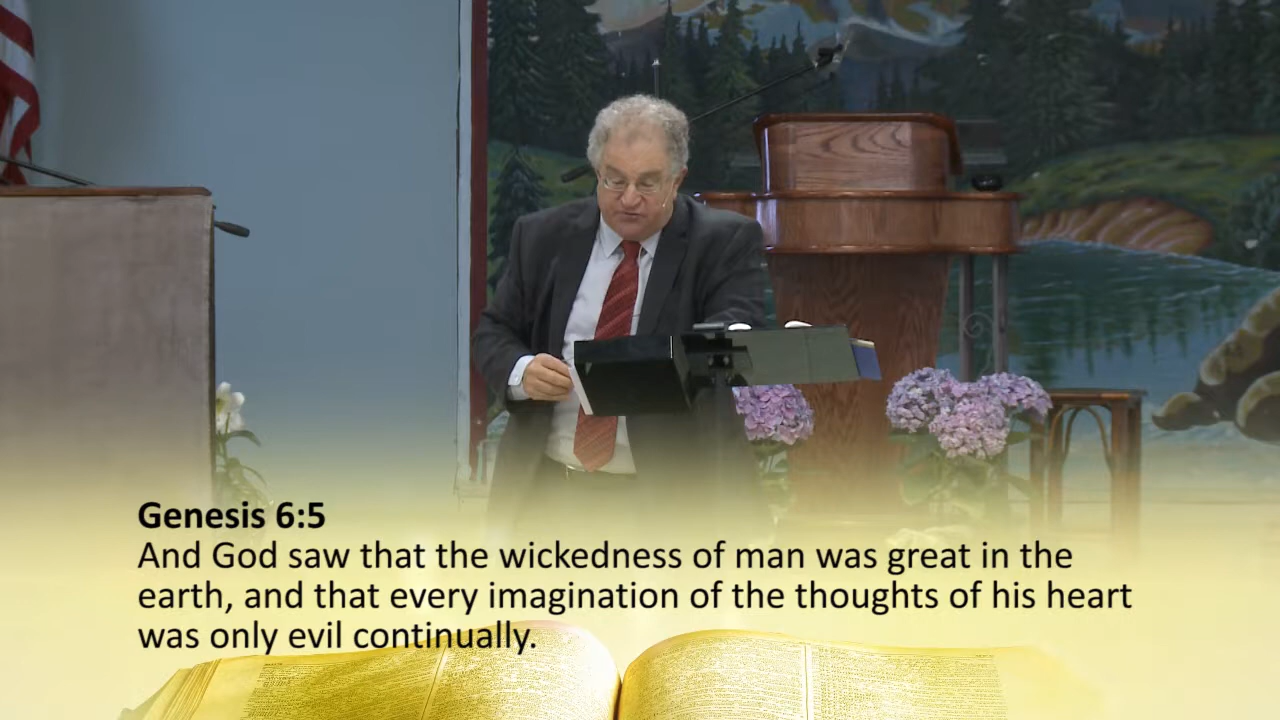 Genesis 6:5
And God saw that the wickedness of man was great in the
earth, and that every imagination of the thoughts of his heart
was only evil continually.